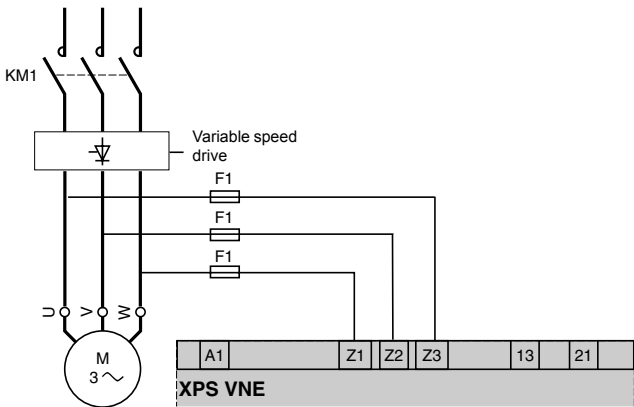 KM1
Variable speed
drive
F1
F1
F1
U V W
M
3
A1 Z1 Z2 Z3 13 21
XPS VNE